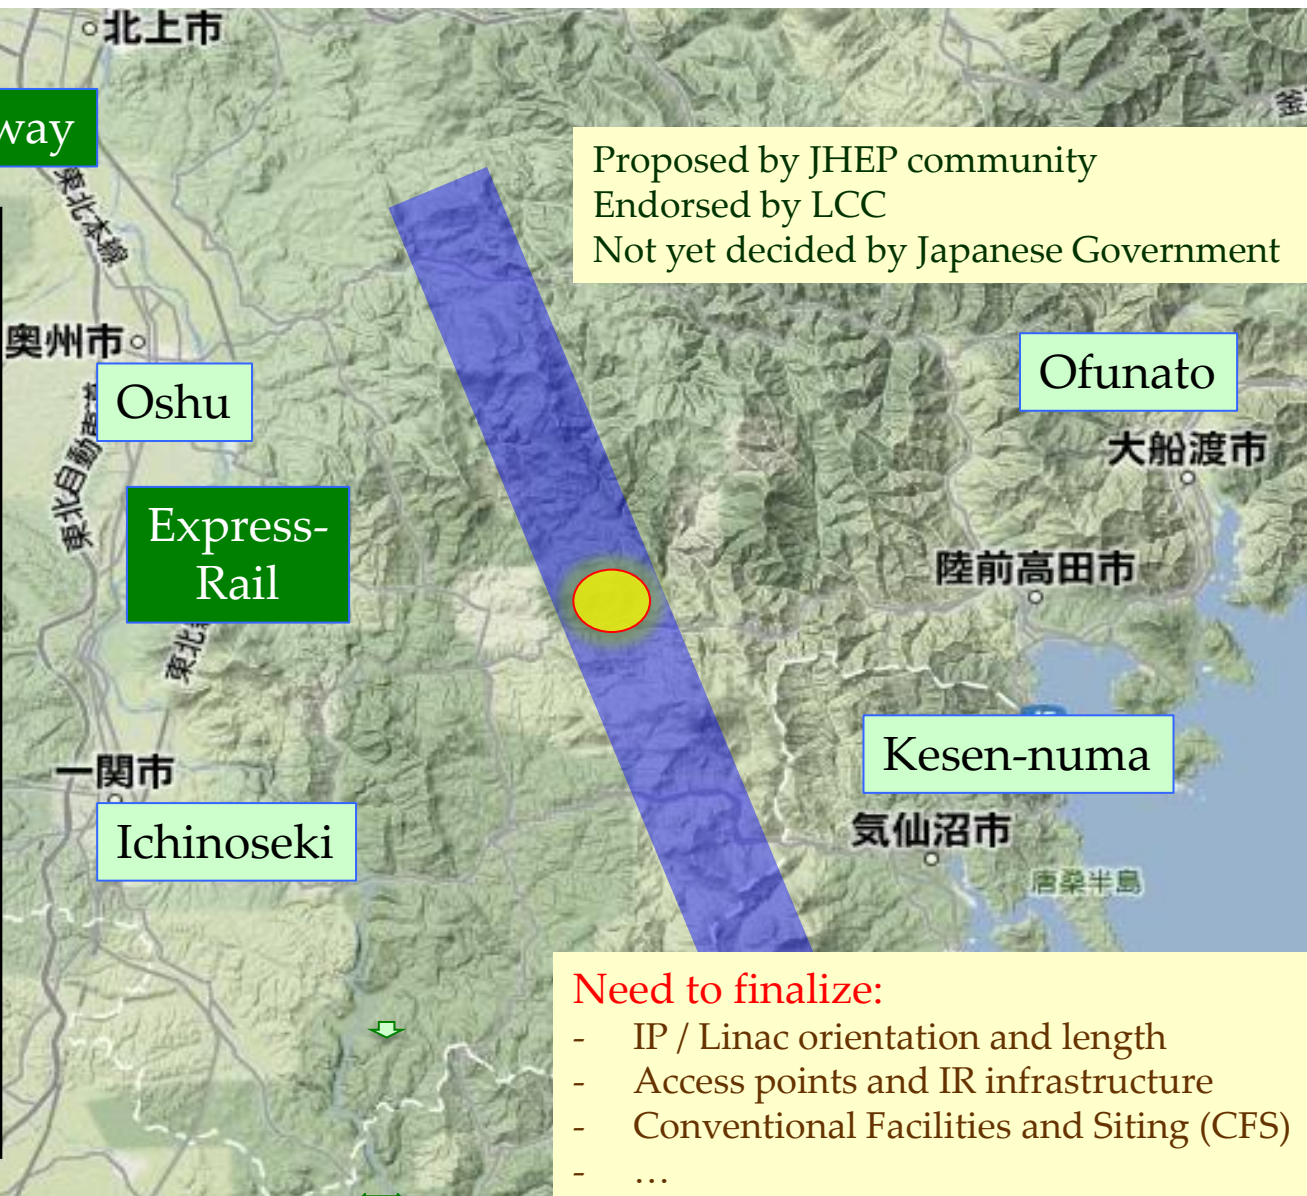 北上市
way
釜
Proposed by JHEP community
Endorsed by LCC
Not yet decided by Japanese Government
東北本線
奥州市
Oshu
Ofunato
大船渡市
東北自動車道
Express-
Rail
陸前高田市
東北
Kesen-numa
一関市
Ichinoseki
気仙沼市
唐桑半島
Need to finalize:
- IP / Linac orientation and length
- Access points and IR infrastructure
- Conventional Facilities and Siting (CFS)
- …